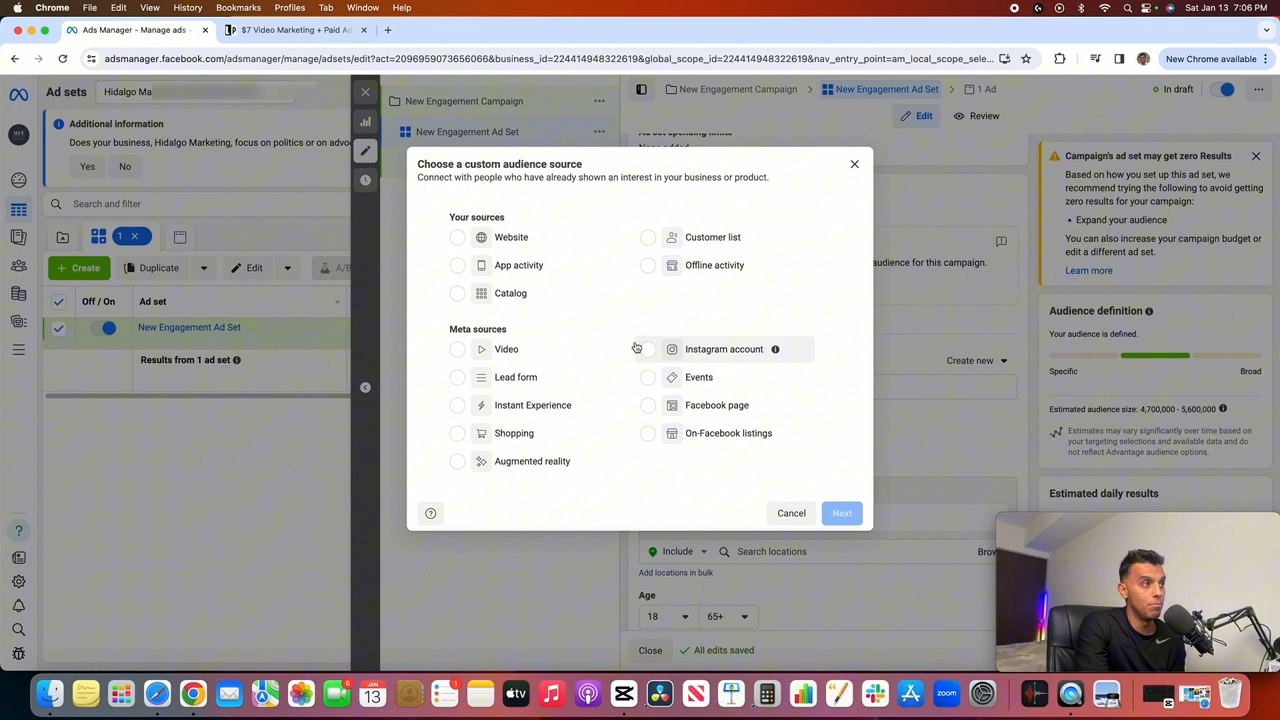 Chrome File Edit View History Bookmarks Profiles Tab Window Help
Sat Jan 13 7:06 PM
Ads Manager - Manage ads -
$7 Video Marketing + Paid Ad
adsmanager.facebook.com/adsmanager/manage/adsets/edit?act=2096959073656066&business_id=224414948322619&global_scope_id=224414948322619&nav_entry_point=am_local_scope_sele...
New Chrome available
Ad sets
Hidalgo Ma
Additional information
Does your business, Hidalgo Marketing, focus on politics or on advoc
Yes No
Search and filter
1
Create
Duplicate
Edit
A/B
Off / On
Ad set
New Engagement Ad Set
Results from 1 ad set
New Engagement Campaign
New Engagement Ad Set
New Engagement Campaign
New Engagement Ad Set
1 Ad
In draft
Edit
Review
Ad set spending limits
None added
audience for this campaign.
Create new
Choose a custom audience source
Connect with people who have already shown an interest in your business or product.
Your sources
Website
Customer list
App activity
Offline activity
Catalog
Meta sources
Video
Instagram account
Lead form
Events
Instant Experience
Facebook page
Shopping
On-Facebook listings
Augmented reality
Cancel
Next
Include
Search locations
Brow
Add locations in bulk
Age
18
65+
Close
All edits saved
Campaign's ad set may get zero Results
Based on how you set up this ad set, we
recommend trying the following to avoid getting
zero results for your campaign:
• Expand your audience
You can also increase your campaign budget or
edit a different ad set.
Learn more
Audience definition
Your audience is defined.
Specific
Broad
Estimated audience size: 4,700,000 - 5,600,000
Estimates may vary significantly over time based on
your targeting selections and available data and do
not reflect Advantage audience options.
Estimated daily results
JAN
13
6
1
tv
zoom